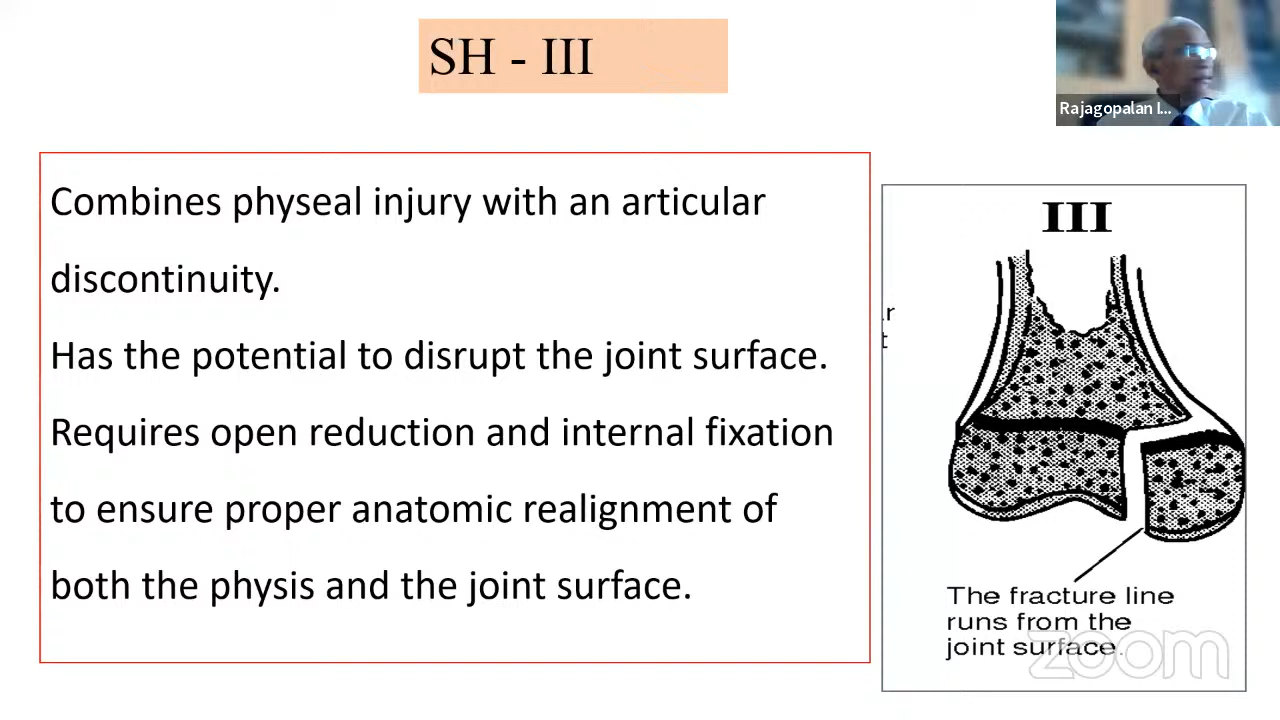 SH - III
Rajagopalan I...
Combines physeal injury with an articular
discontinuity.
Has the potential to disrupt the joint surface.
Requires open reduction and internal fixation
to ensure proper anatomic realignment of
both the physis and the joint surface.
III
The fracture line
runs from the
joint surface.
zoom